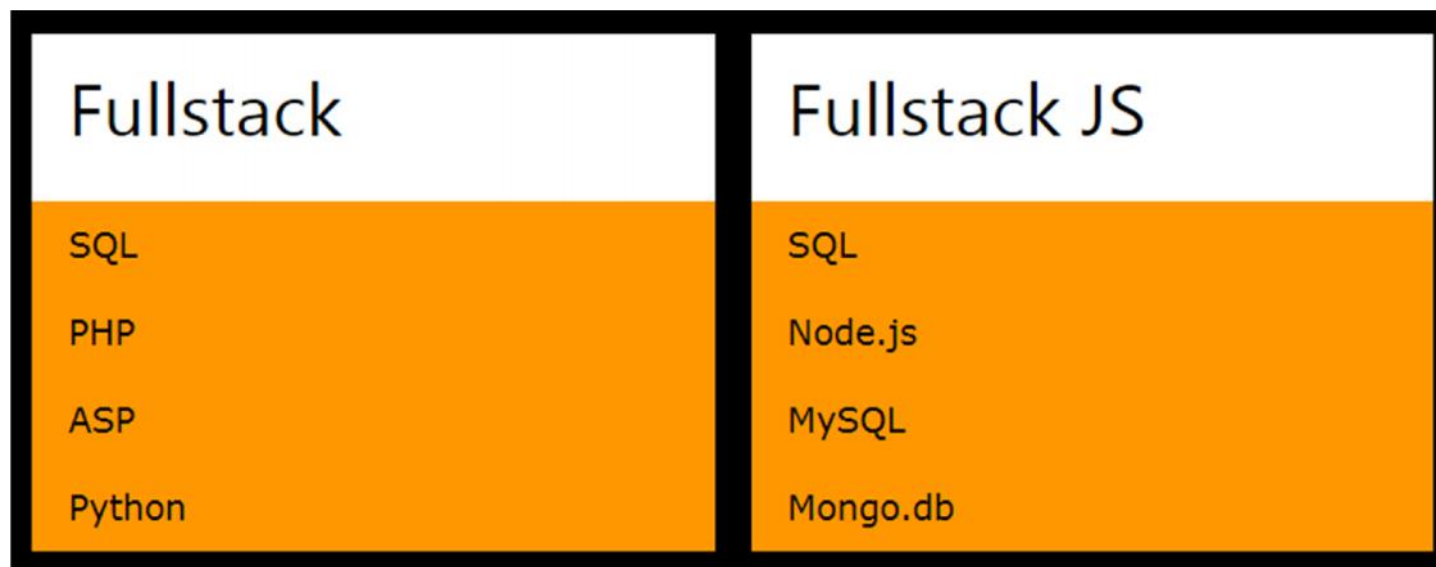 Fullstack
SQL
PHP
ASP
Python
Fullstack JS
SQL
Node.js
MySQL
Mongo.db